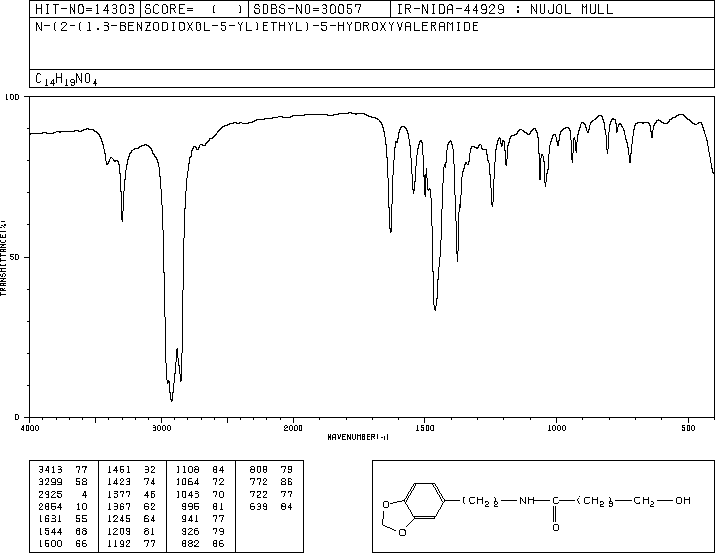 HIT-NO=14303 SCORE= ( ) SDBS-NO=30057 IR-NIDA-44929 : NUJOL MULL
N-(2-(1,3-BENZODIOXOL-5-YL)ETHYL)-5-HYDROXYVALERAMIDE
C14H19NO4
100
50
0
TRANSMITTANCE(%)
4000 3000 2000 1500 1000 500
WAVENUMBER(-1)
3413 77 1461 32 1108 84 808 79
3299 58 1423 74 1064 72 772 86
2925 4 1377 46 1043 70 722 77
2864 10 1367 62 996 81 639 84
1631 55 1245 64 941 77
1544 68 1209 81 926 79
1500 66 1192 77 882 86
O O (CH2)2 NH C (CH2)3 CH2 OH
O